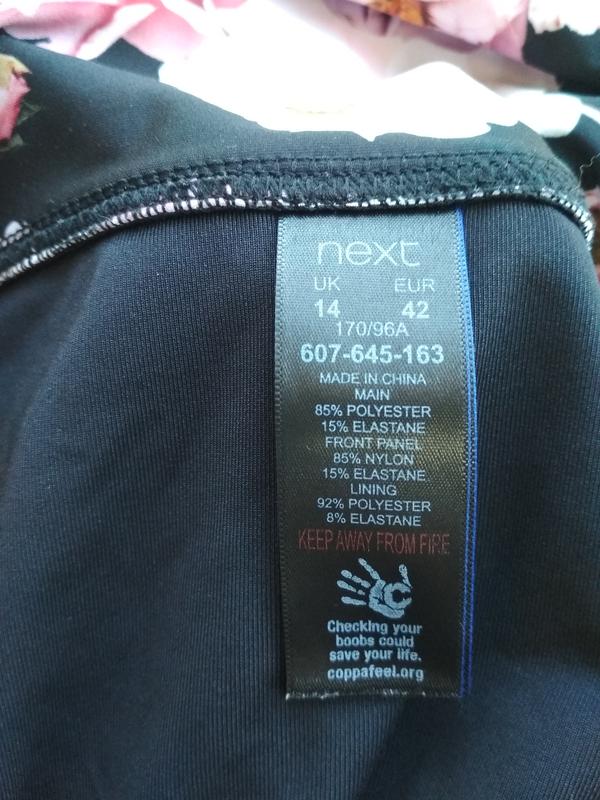 next
UK EUR
14 42
170/96A
607-645-163
MADE IN CHINA
MAIN
85% POLYESTER
15% ELASTANE
FRONT PANEL
85% NYLON
15% ELASTANE
LINING
92% POLYESTER
8% ELASTANE
KEEP AWAY FROM FIRE
Checking your
boobs could
save your life.
coppafeel.org